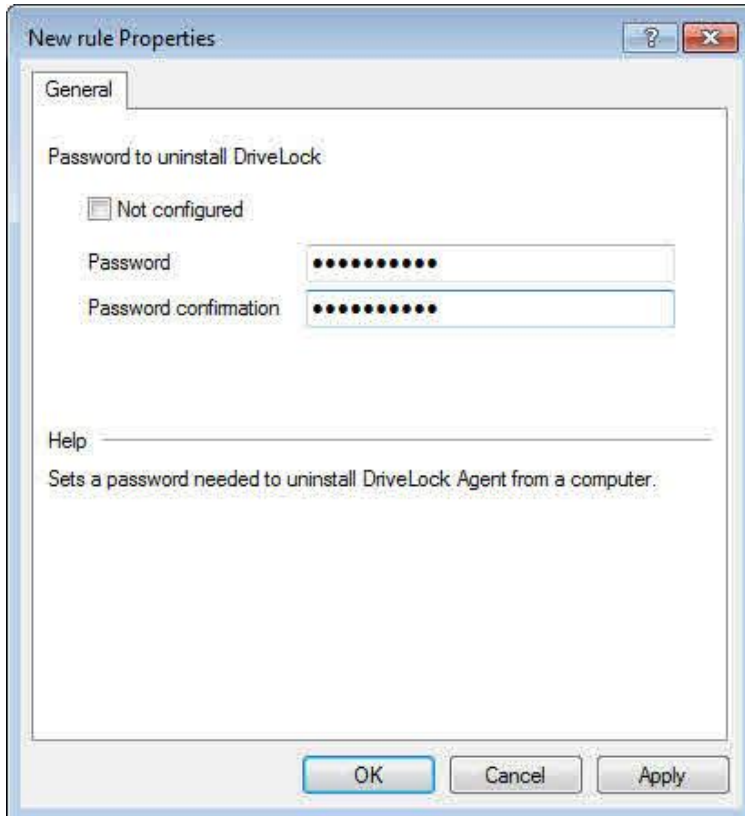 New rule Properties
General
Password to uninstall DriveLock
Not configured
Password ●●●●●●●●●●
Password confirmation ●●●●●●●●●●
Help
Sets a password needed to uninstall DriveLock Agent from a computer.
OK Cancel Apply